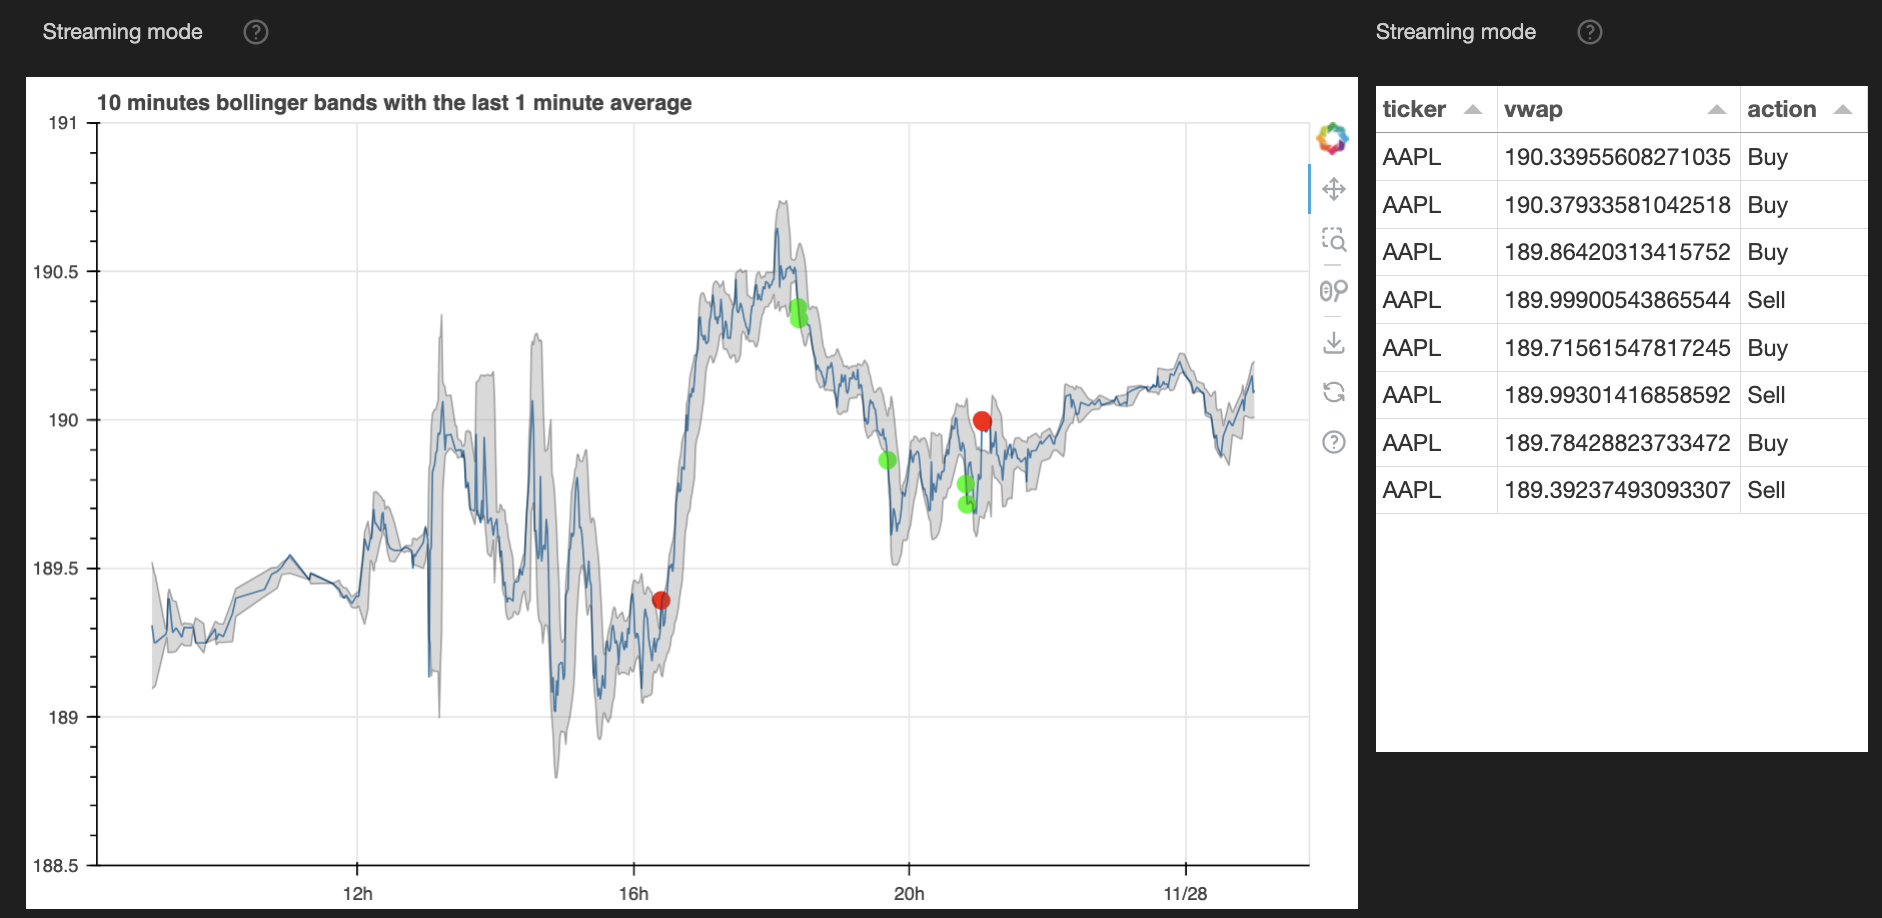 Streaming mode
10 minutes bollinger bands with the last 1 minute average
191
190.5
190
189.5
189
188.5
12h
16h
20h
11/28
Streaming mode
ticker vwap action
AAPL 190.33955608271035 Buy
AAPL 190.37933581042518 Buy
AAPL 189.86420313415752 Buy
AAPL 189.99900543865544 Sell
AAPL 189.71561547817245 Buy
AAPL 189.99301416858592 Sell
AAPL 189.78428823733472 Buy
AAPL 189.39237493093307 Sell